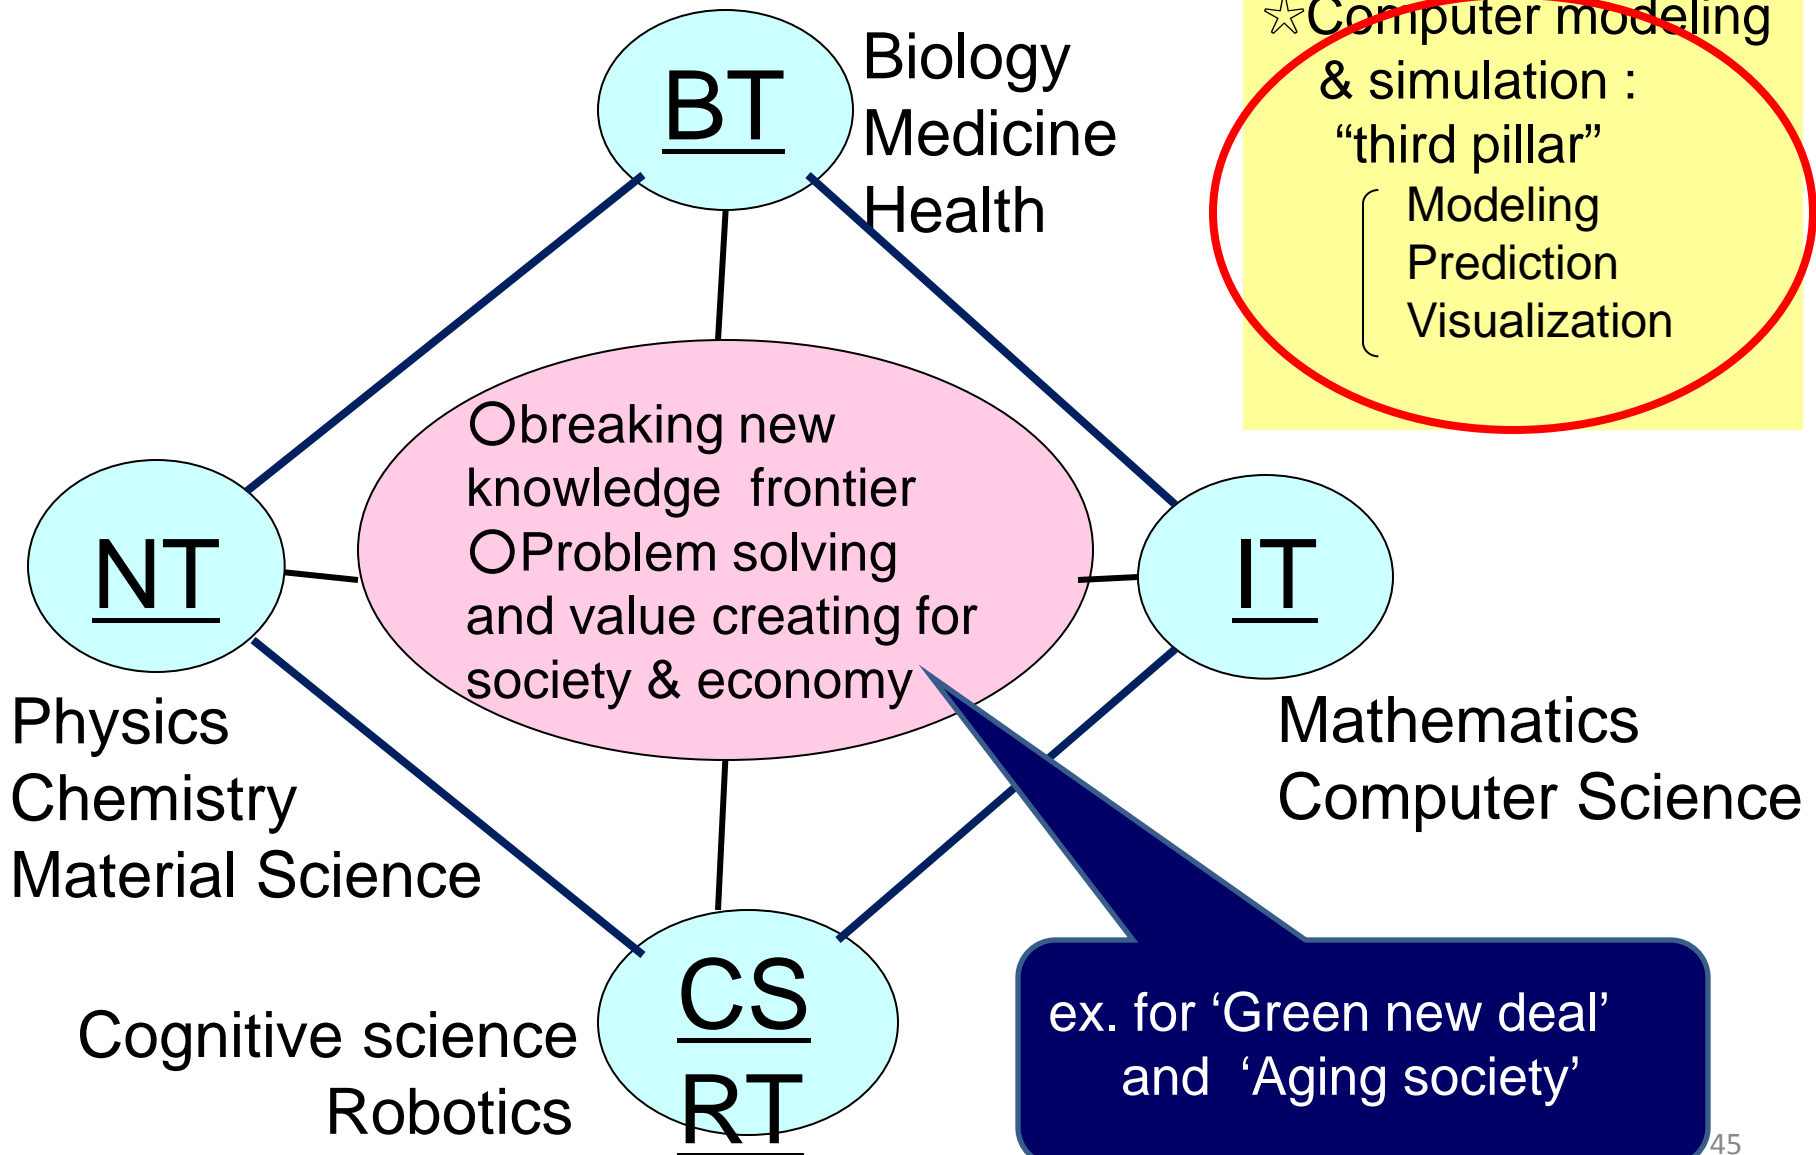 BT
Biology
Medicine
Health
☆Computer modeling
& simulation :
“third pillar”
Modeling
Prediction
Visualization
〇breaking new
knowledge frontier
〇Problem solving
and value creating for
society & economy
NT
IT
Physics
Chemistry
Material Science
Mathematics
Computer Science
CS
RT
Cognitive science
Robotics
ex. for ‘Green new deal’
and ‘Aging society’
45